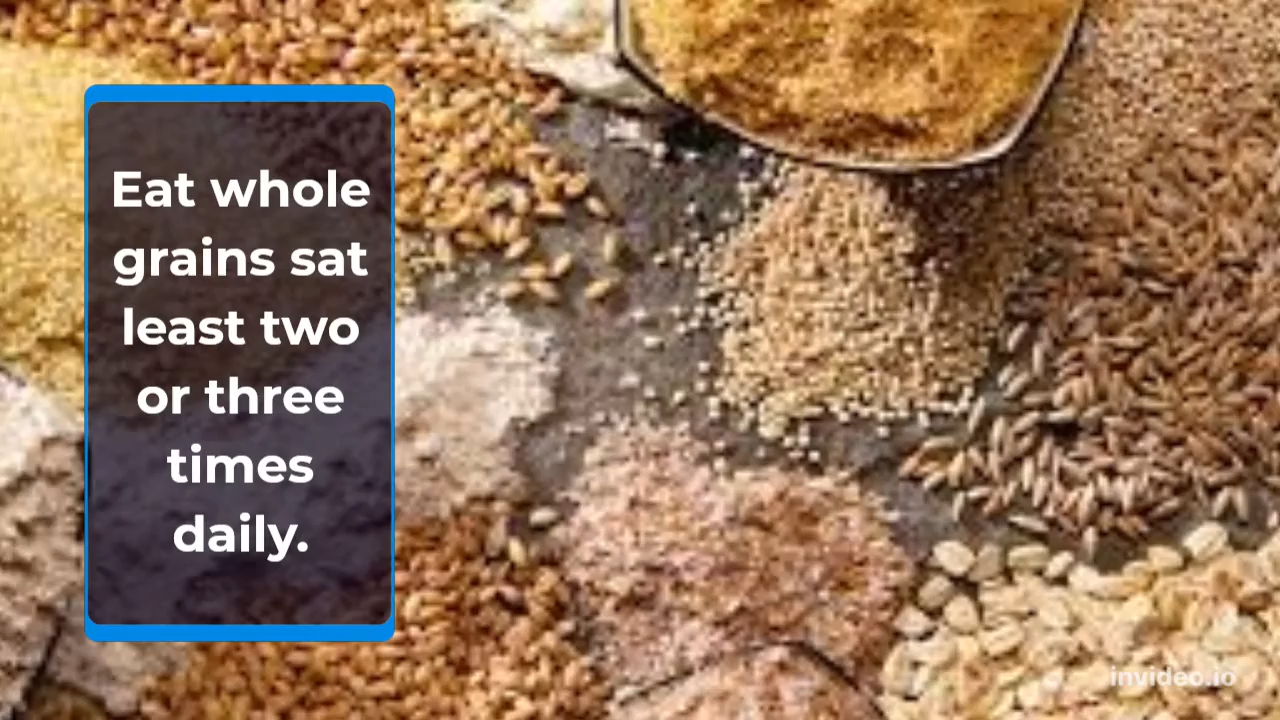 Eat whole
grains sat
least two
or three
times
daily.
invideo.io